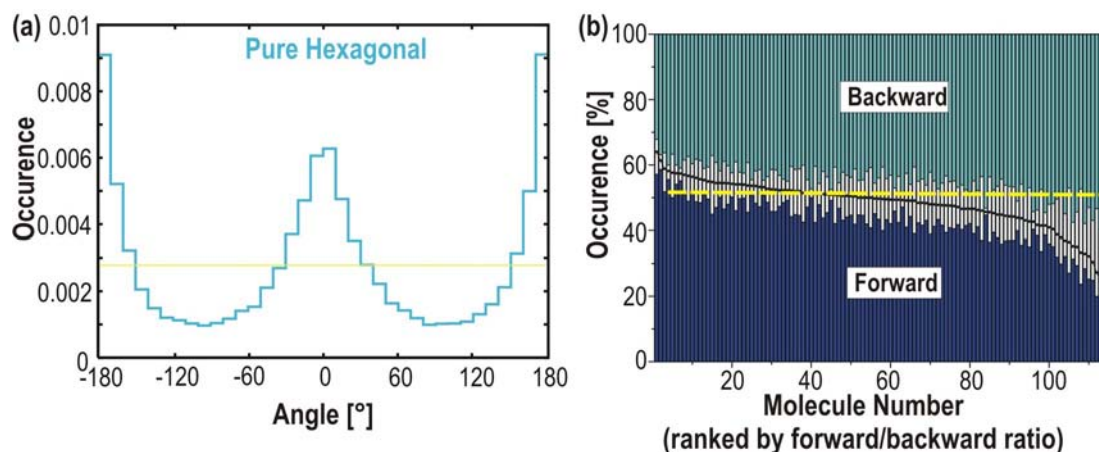 (a)
Pure Hexagonal
Occurence
0.01
0.008
0.006
0.004
0.002
0
-180
-120
-60
0
60
120
180
Angle [°]
(b)
Backward
Forward
Occurence [%]
100
80
60
40
20
0
20
40
60
80
100
Molecule Number
(ranked by forward/backward ratio)